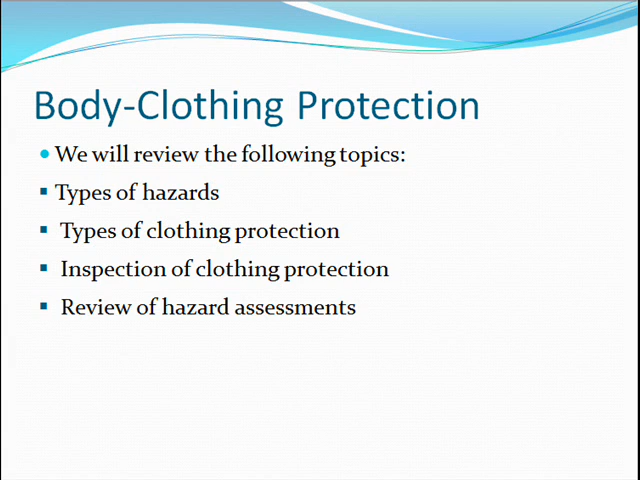 Body-Clothing Protection
We will review the following topics:
Types of hazards
Types of clothing protection
Inspection of clothing protection
Review of hazard assessments